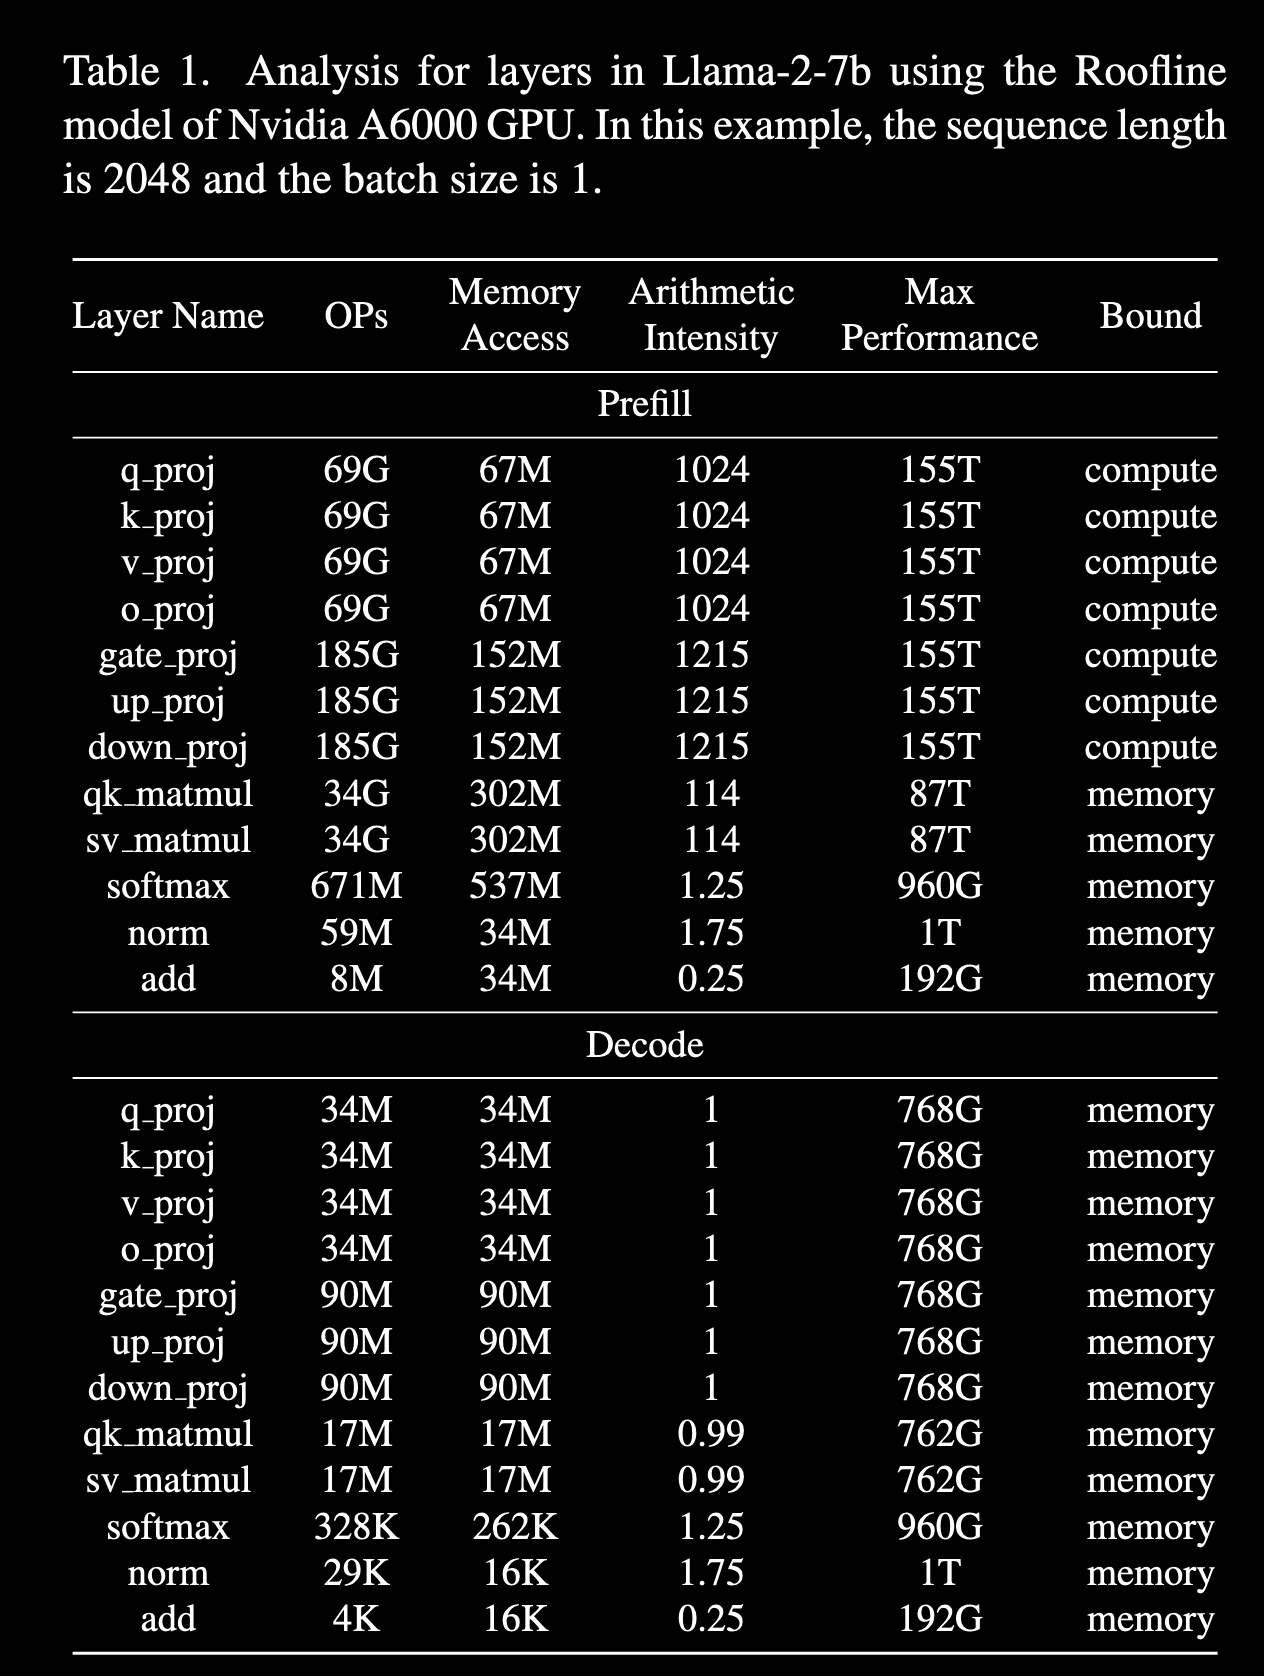 Table 1. Analysis for layers in Llama-2-7b using the Roofline
model of Nvidia A6000 GPU. In this example, the sequence length
is 2048 and the batch size is 1.
Layer Name OPs Memory Access Arithmetic Intensity Max Performance Bound
Prefill
q_proj 69G 67M 1024 155T compute
k_proj 69G 67M 1024 155T compute
v_proj 69G 67M 1024 155T compute
o_proj 69G 67M 1024 155T compute
gate_proj 185G 152M 1215 155T compute
up_proj 185G 152M 1215 155T compute
down_proj 185G 152M 1215 155T compute
qk_matmul 34G 302M 114 87T memory
sv_matmul 34G 302M 114 87T memory
softmax 671M 537M 1.25 960G memory
norm 59M 34M 1.75 1T memory
add 8M 34M 0.25 192G memory
Decode
q_proj 34M 34M 1 768G memory
k_proj 34M 34M 1 768G memory
v_proj 34M 34M 1 768G memory
o_proj 34M 34M 1 768G memory
gate_proj 90M 90M 1 768G memory
up_proj 90M 90M 1 768G memory
down_proj 90M 90M 1 768G memory
qk_matmul 17M 17M 0.99 762G memory
sv_matmul 17M 17M 0.99 762G memory
softmax 328K 262K 1.25 960G memory
norm 29K 16K 1.75 1T memory
add 4K 16K 0.25 192G memory